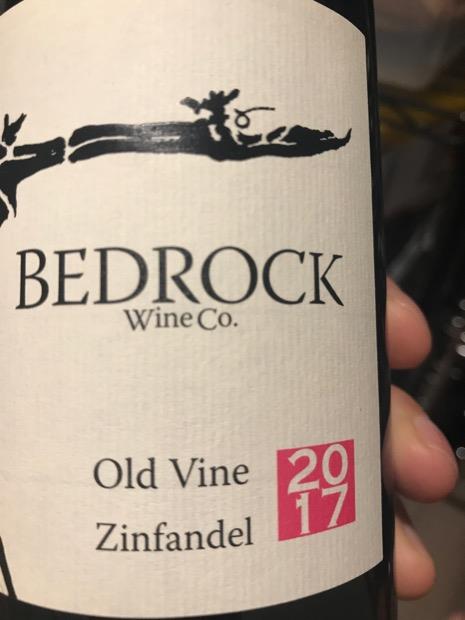 BEDROCK
Wine Co.
Old Vine
Zinfandel
20
17